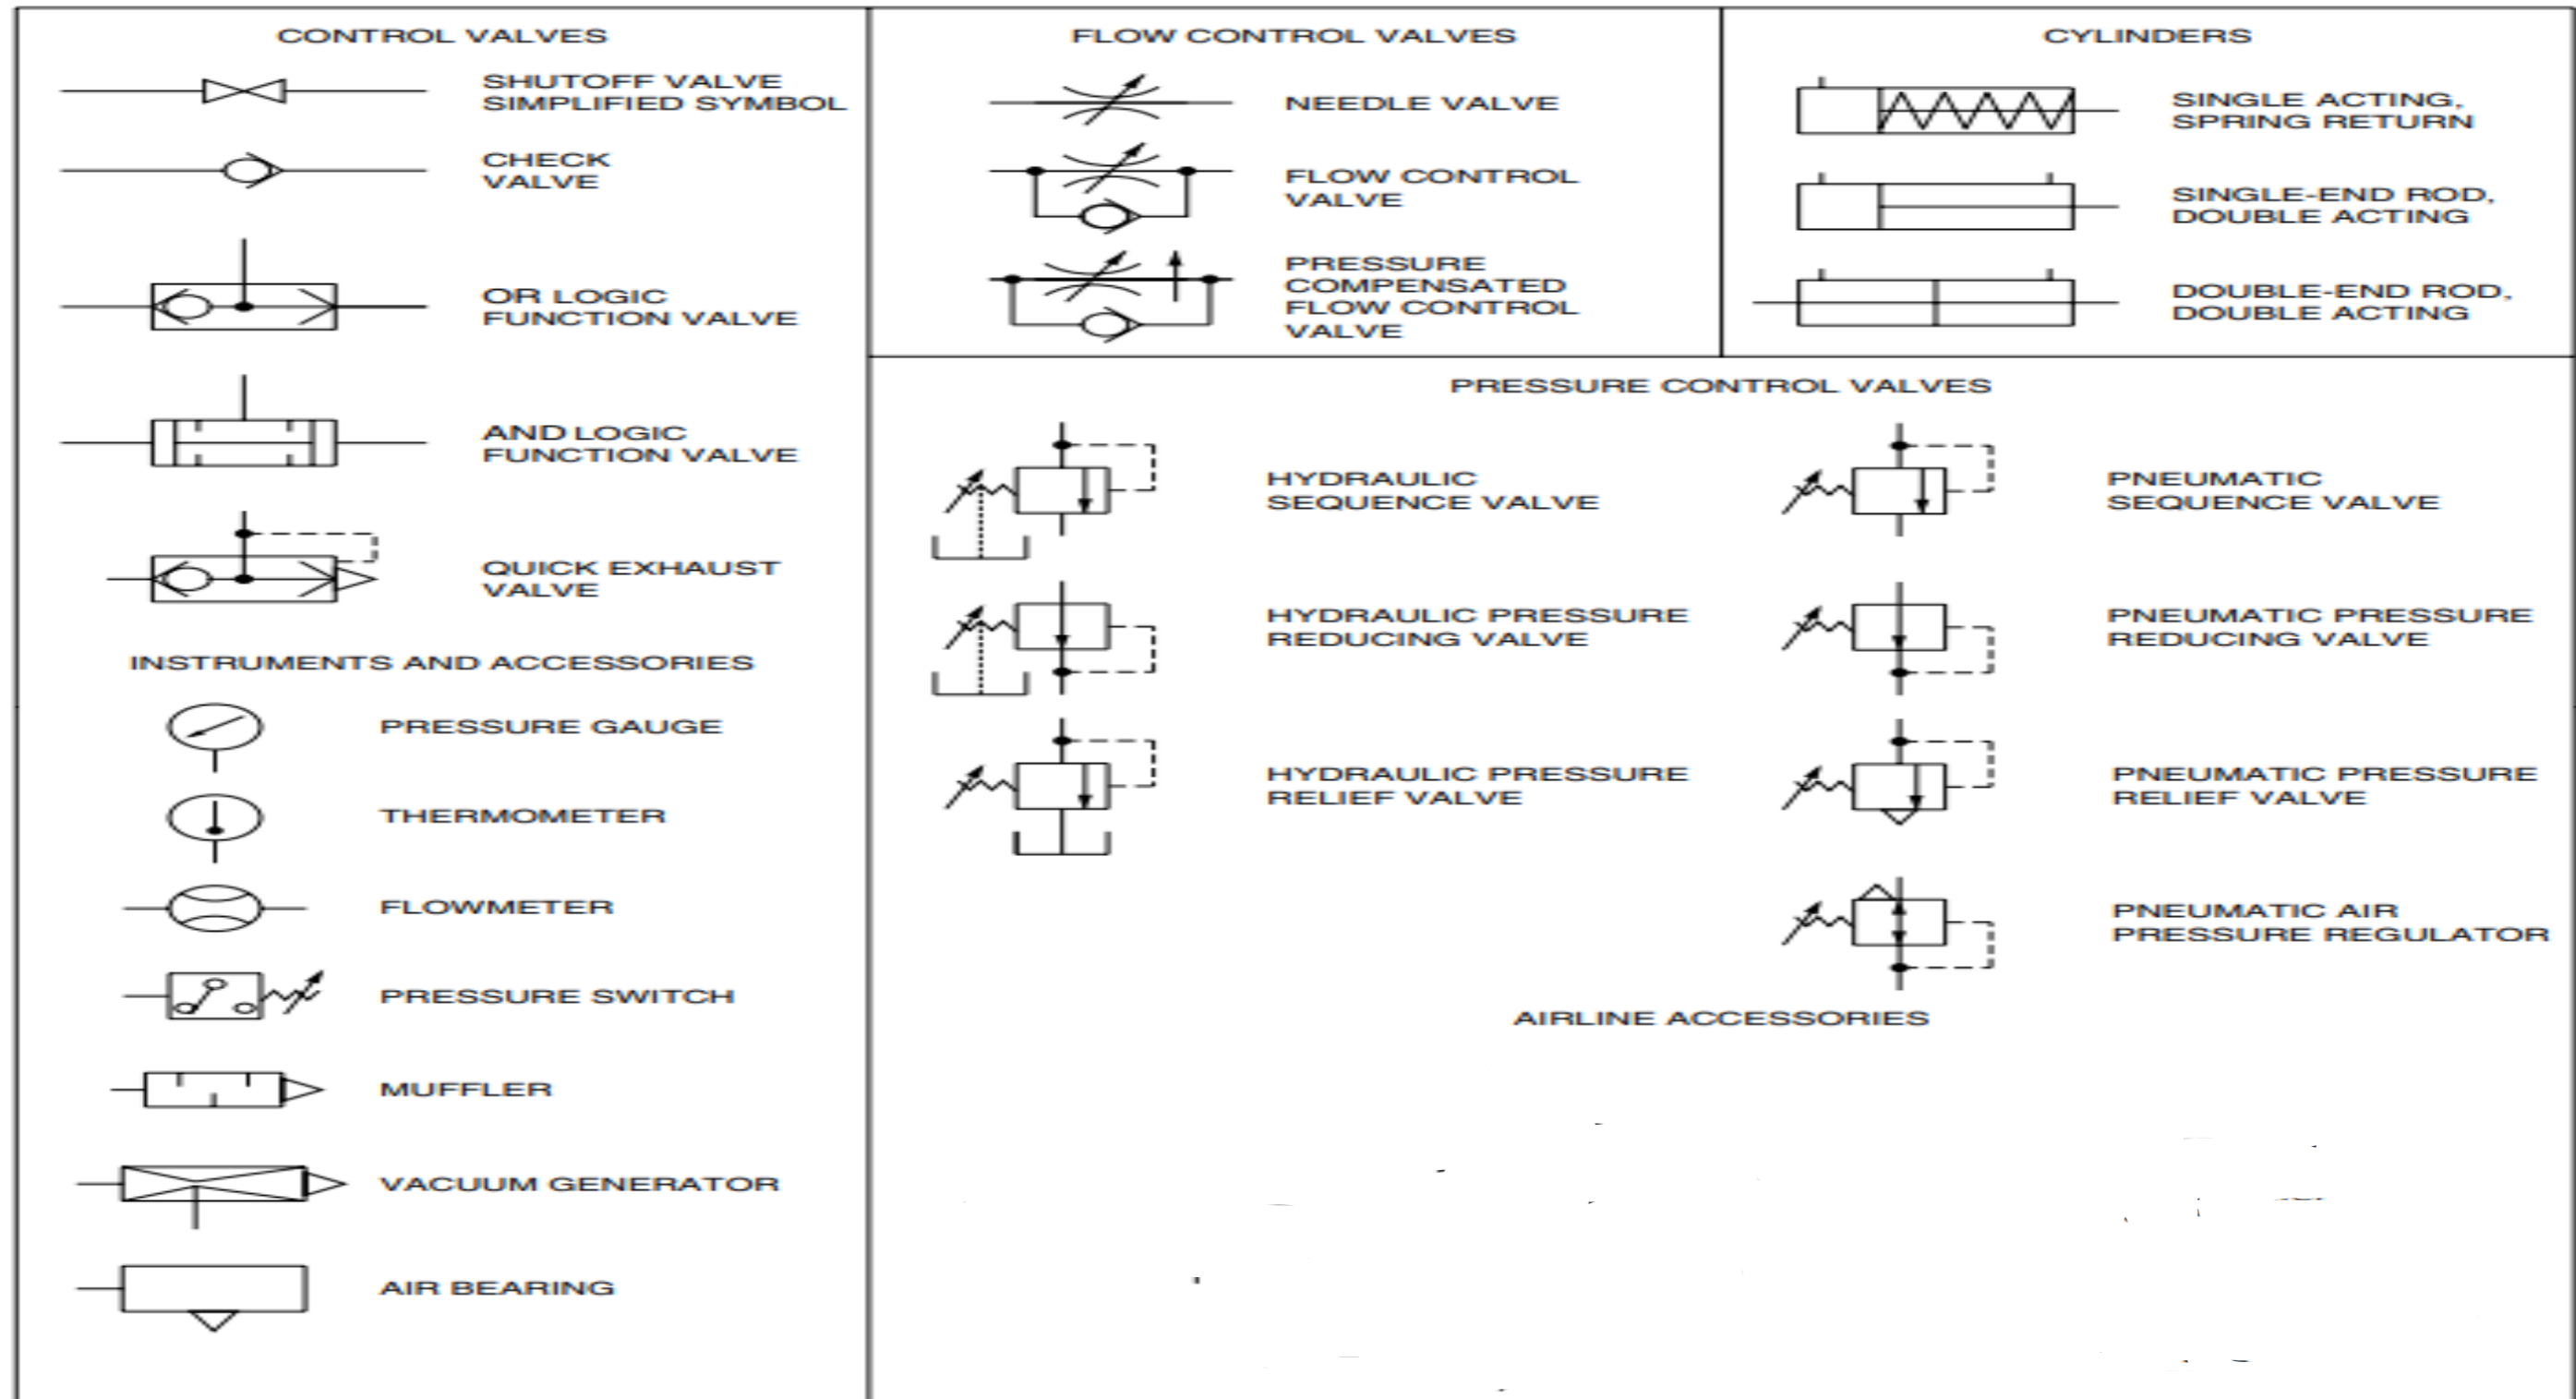 CONTROL VALVES
SHUTOFF VALVE
SIMPLIFIED SYMBOL
CHECK
VALVE
OR LOGIC
FUNCTION VALVE
AND LOGIC
FUNCTION VALVE
QUICK EXHAUST
VALVE
INSTRUMENTS AND ACCESSORIES
PRESSURE GAUGE
THERMOMETER
FLOWMETER
PRESSURE SWITCH
MUFFLER
VACUUM GENERATOR
AIR BEARING
FLOW CONTROL VALVES
NEEDLE VALVE
FLOW CONTROL
VALVE
PRESSURE
COMPENSATED
FLOW CONTROL
VALVE
CYLINDERS
SINGLE ACTING,
SPRING RETURN
SINGLE-END ROD,
DOUBLE ACTING
DOUBLE-END ROD,
DOUBLE ACTING
PRESSURE CONTROL VALVES
HYDRAULIC
SEQUENCE VALVE
HYDRAULIC PRESSURE
REDUCING VALVE
HYDRAULIC PRESSURE
RELIEF VALVE
PNEUMATIC
SEQUENCE VALVE
PNEUMATIC PRESSURE
REDUCING VALVE
PNEUMATIC PRESSURE
RELIEF VALVE
PNEUMATIC AIR
PRESSURE REGULATOR
AIRLINE ACCESSORIES